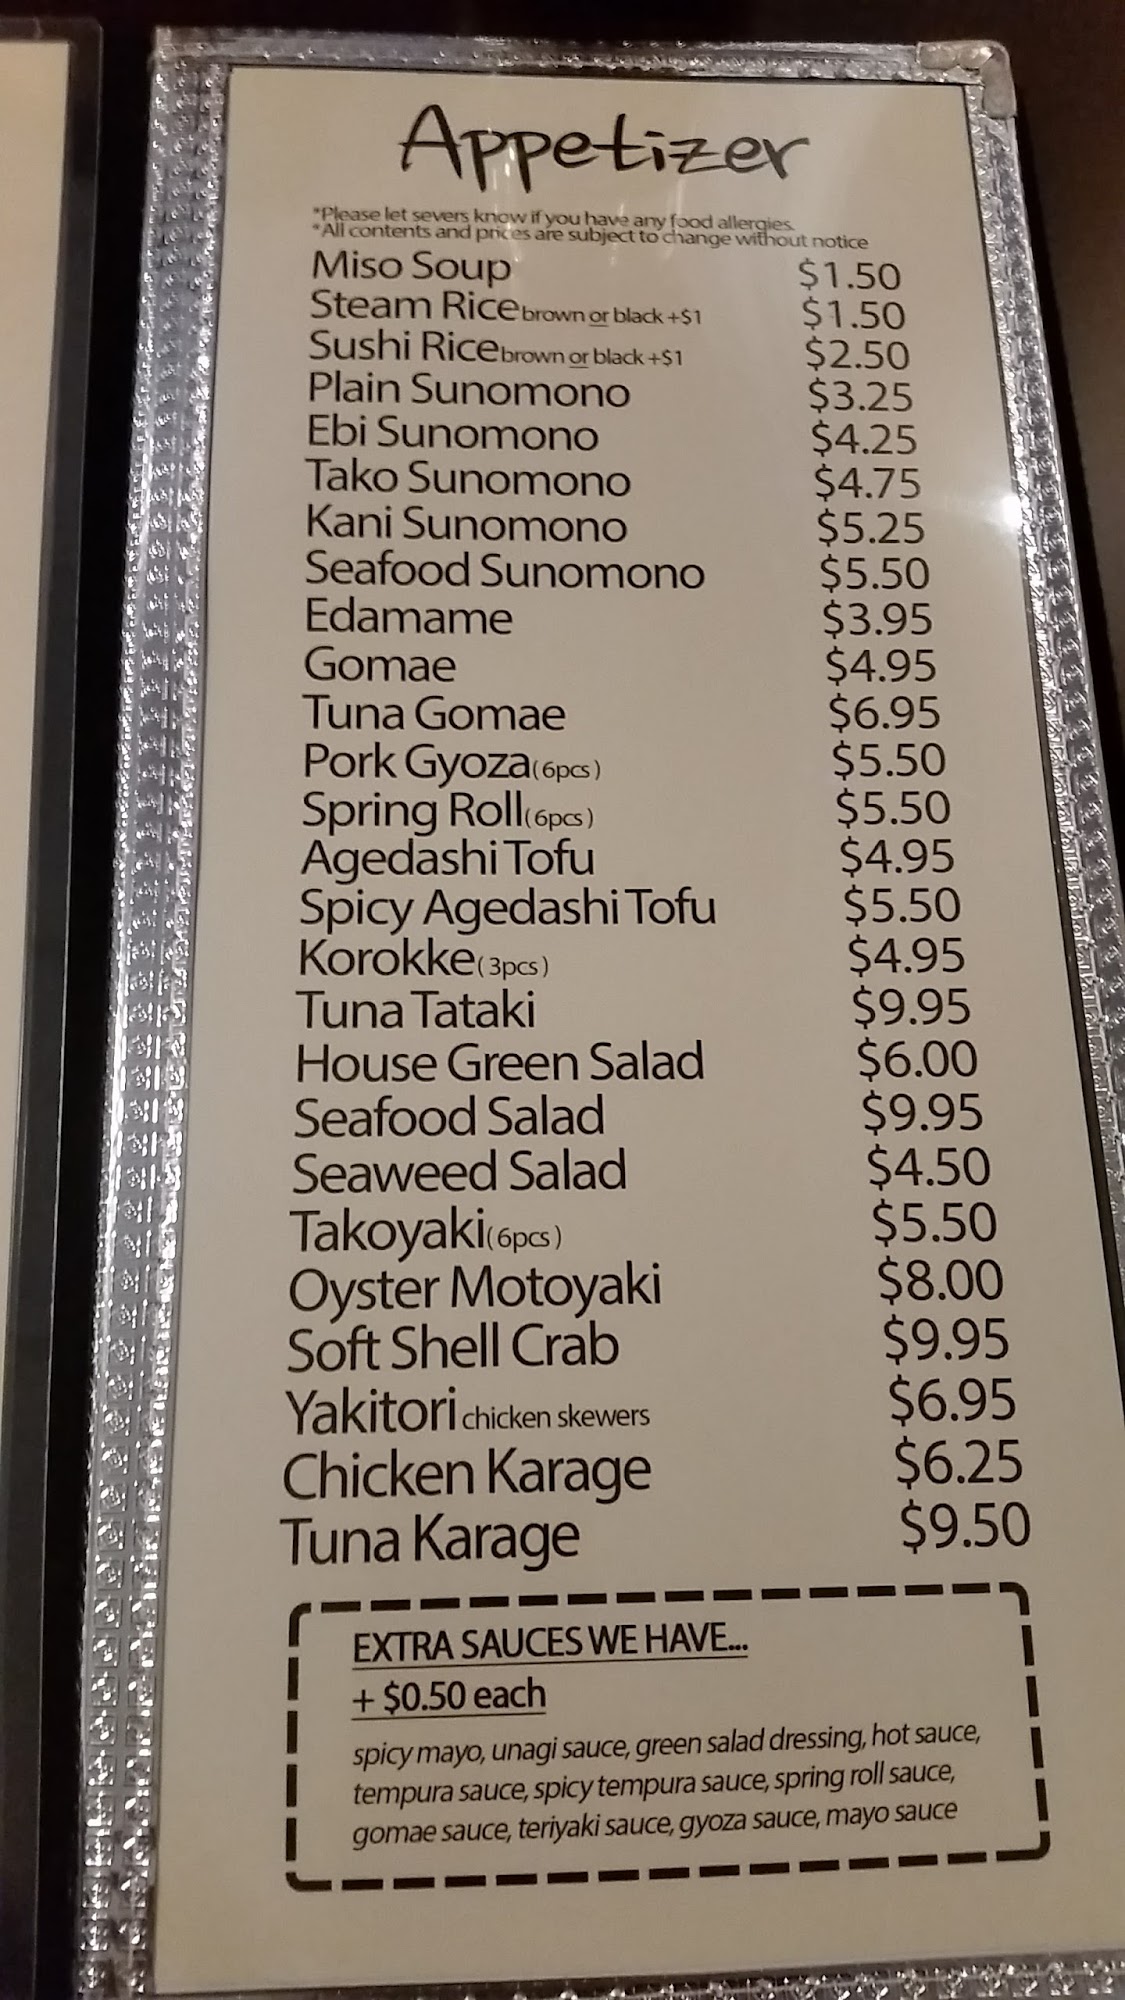 Appetizer
*Please let severs know if you have any food allergies.
*All contents and prices are subject to change without notice
Miso Soup $1.50
Steam Rice brown or black +$1 $1.50
Sushi Rice brown or black +$1 $2.50
Plain Sunomono $3.25
Ebi Sunomono $4.25
Tako Sunomono $4.75
Kani Sunomono $5.25
Seafood Sunomono $5.50
Edamame $3.95
Gomae $4.95
Tuna Gomae $6.95
Pork Gyoza (6pcs) $5.50
Spring Roll (6pcs) $5.50
Agedashi Tofu $4.95
Spicy Agedashi Tofu $5.50
Korokke (3pcs) $4.95
Tuna Tataki $9.95
House Green Salad $6.00
Seafood Salad $9.95
Seaweed Salad $4.50
Takoyaki (6pcs) $5.50
Oyster Motoyaki $8.00
Soft Shell Crab $9.95
Yakitori chicken skewers $6.95
Chicken Karage $6.25
Tuna Karage $9.50
EXTRA SAUCES WE HAVE...
+ $0.50 each
spicy mayo, unagi sauce, green salad dressing, hot sauce,
tempura sauce, spicy tempura sauce, spring roll sauce,
gomae sauce, teriyaki sauce, gyoza sauce, mayo sauce